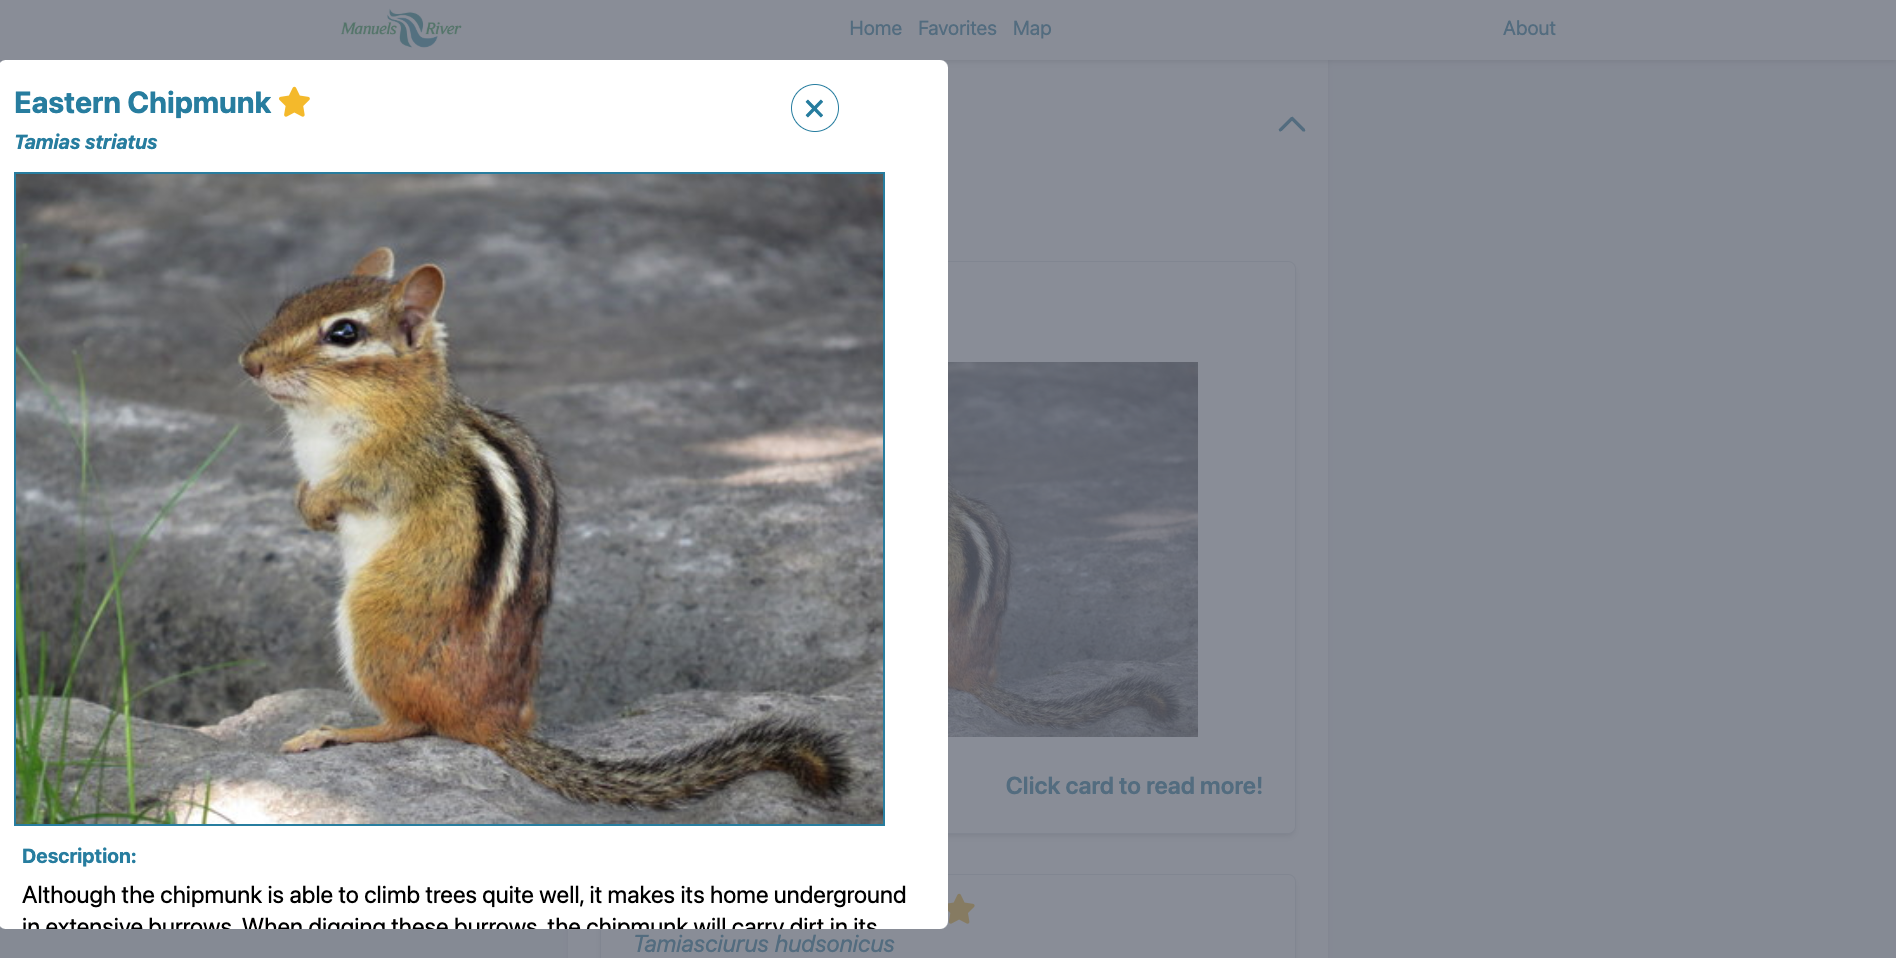 Manuels River
Home Favorites Map About
Eastern Chipmunk
Tamias striatus
Click card to read more!
Description:
Although the chipmunk is able to climb trees quite well, it makes its home underground
in extensive burrows. When digging these burrows, the chipmunk will carry dirt in its
Tamiasciurus hudsonicus